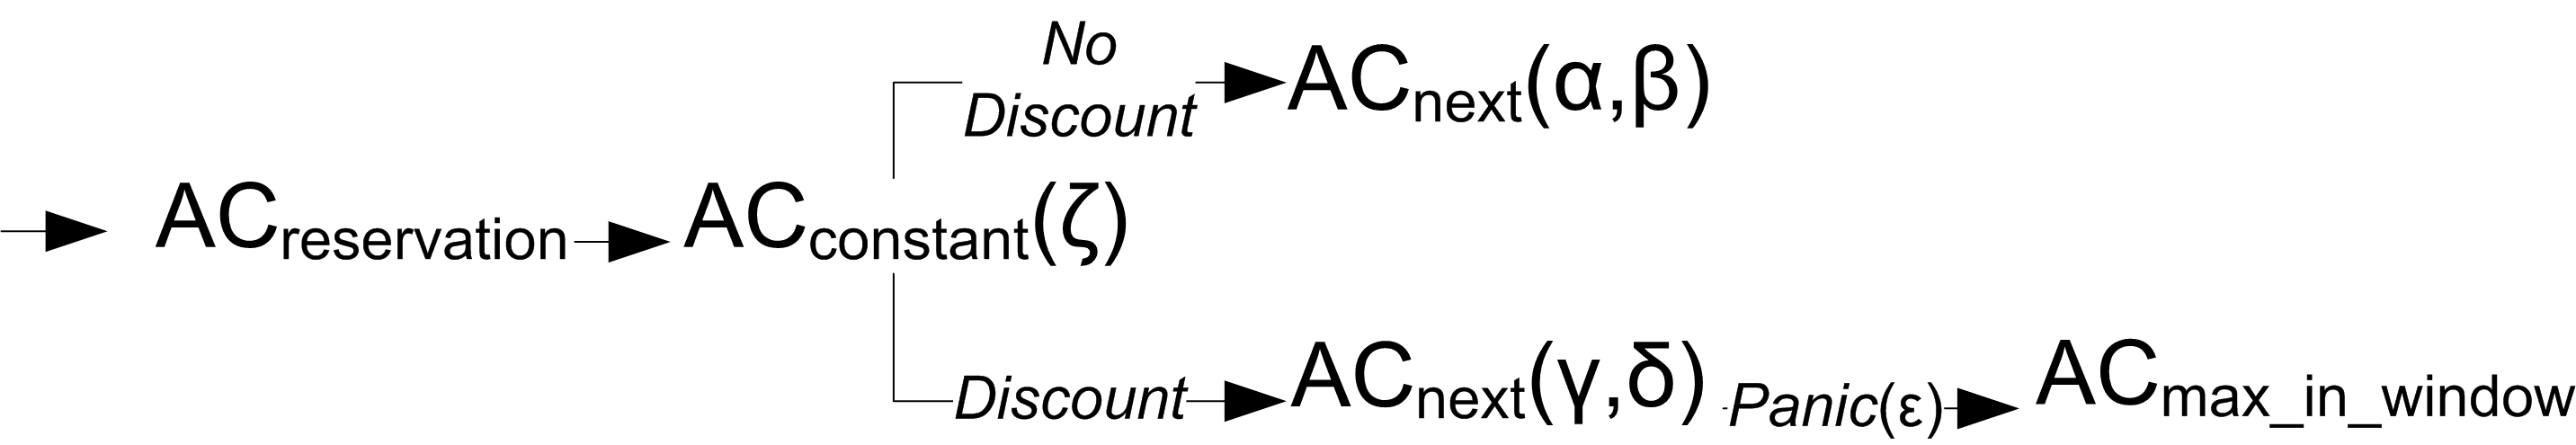 No
Discount
ACnext(α,β)
ACreservation
ACconstant(ζ)
Discount
ACnext(γ,δ)
Panic(ε)
ACmax_in_window